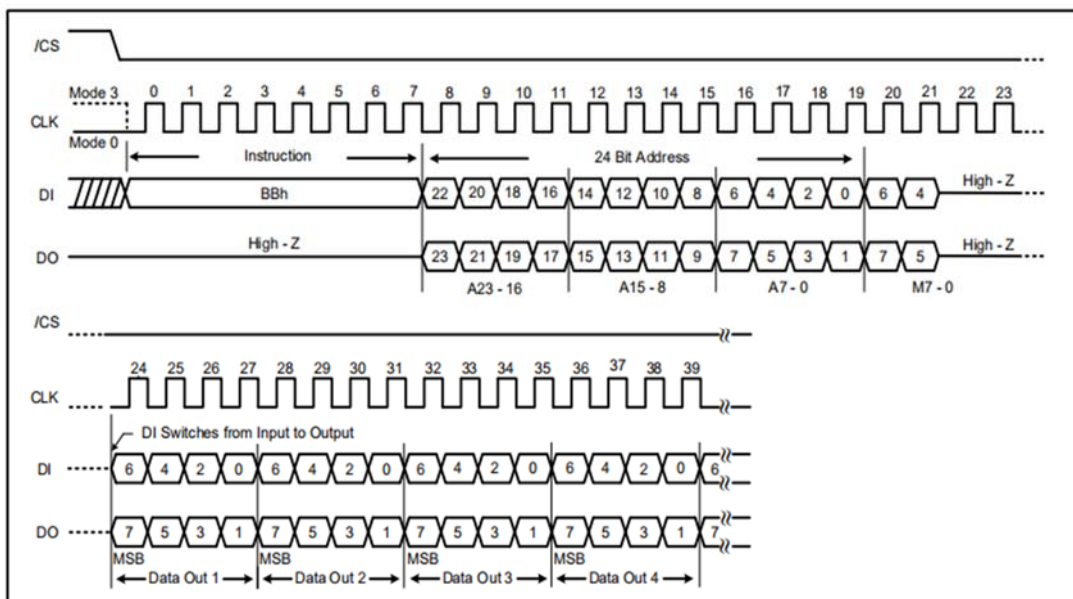 /CS
Mode 3 0 1 2 3 4 5 6 7 8 9 10 11 12 13 14 15 16 17 18 19 20 21 22 23
CLK
Mode 0
Instruction 24 Bit Address
DI BBh 22 20 18 16 14 12 10 8 6 4 2 0 6 4 High - Z
DO High - Z 23 21 19 17 15 13 11 9 7 5 3 1 7 5 High - Z
A23 - 16 A15 - 8 A7 - 0 M7 - 0
/CS
24 25 26 27 28 29 30 31 32 33 34 35 36 37 38 39
CLK
DI Switches from Input to Output
DI 6 4 2 0 6 4 2 0 6 4 2 0 6 4 2 0 6
DO 7 5 3 1 7 5 3 1 7 5 3 1 7 5 3 1 7
MSB MSB MSB MSB
Data Out 1 Data Out 2 Data Out 3 Data Out 4